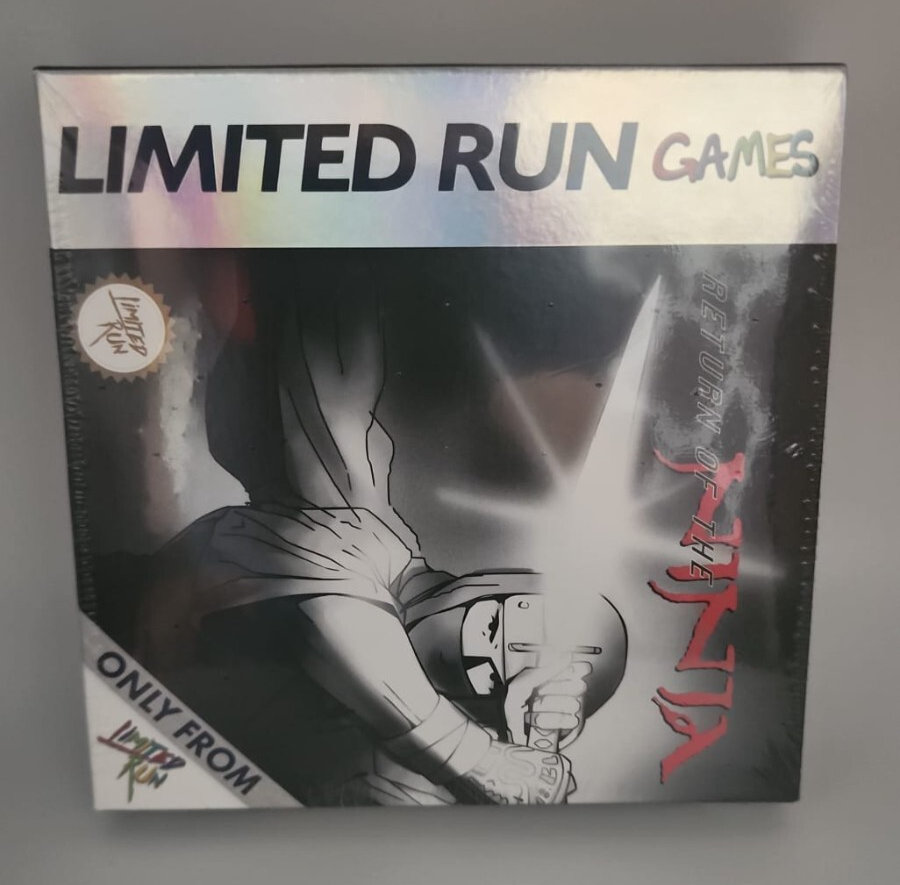 LIMITED RUN GAMES
LIMITED
RUN
RETURN OF THE
NINJA
ONLY FROM
LIMITED
RUN